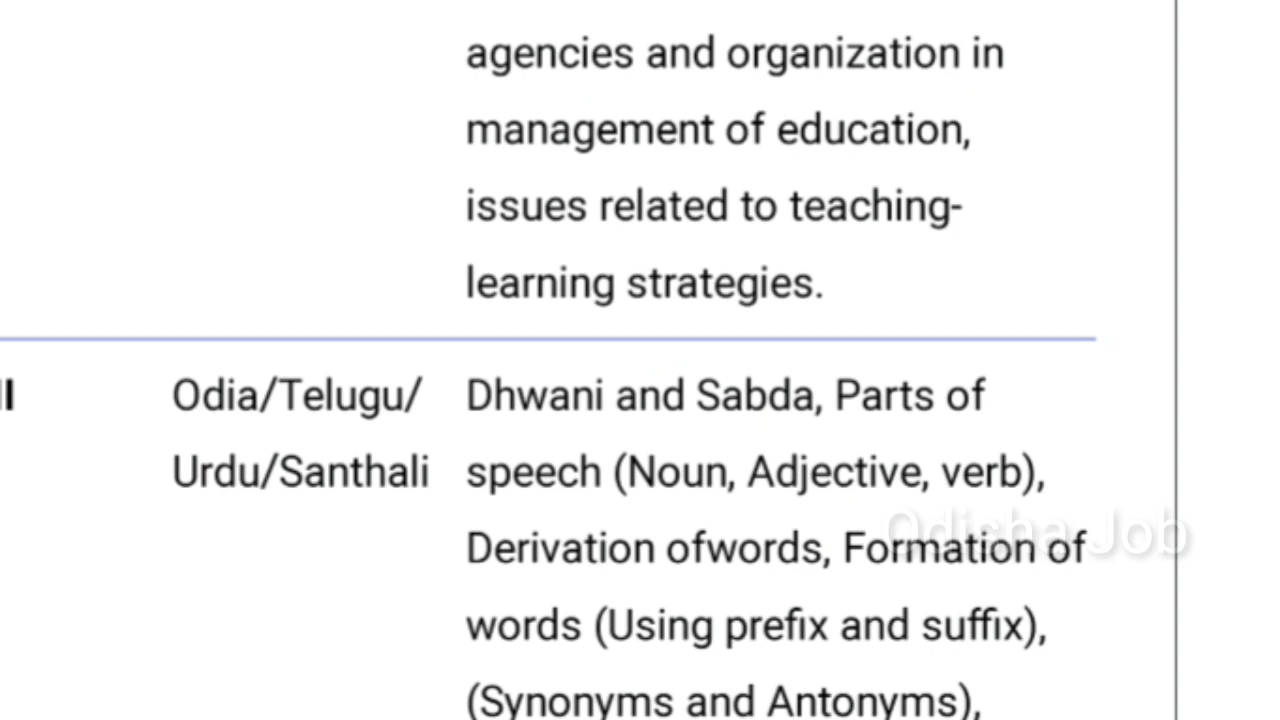 agencies and organization in
management of education,
issues related to teaching-
learning strategies.
Odia/Telugu/ Dhwani and Sabda, Parts of
Urdu/Santhali speech (Noun, Adjective, verb),
Derivation ofwords, Formation of
Odisha Job
words (Using prefix and suffix),
(Synonyms and Antonyms),